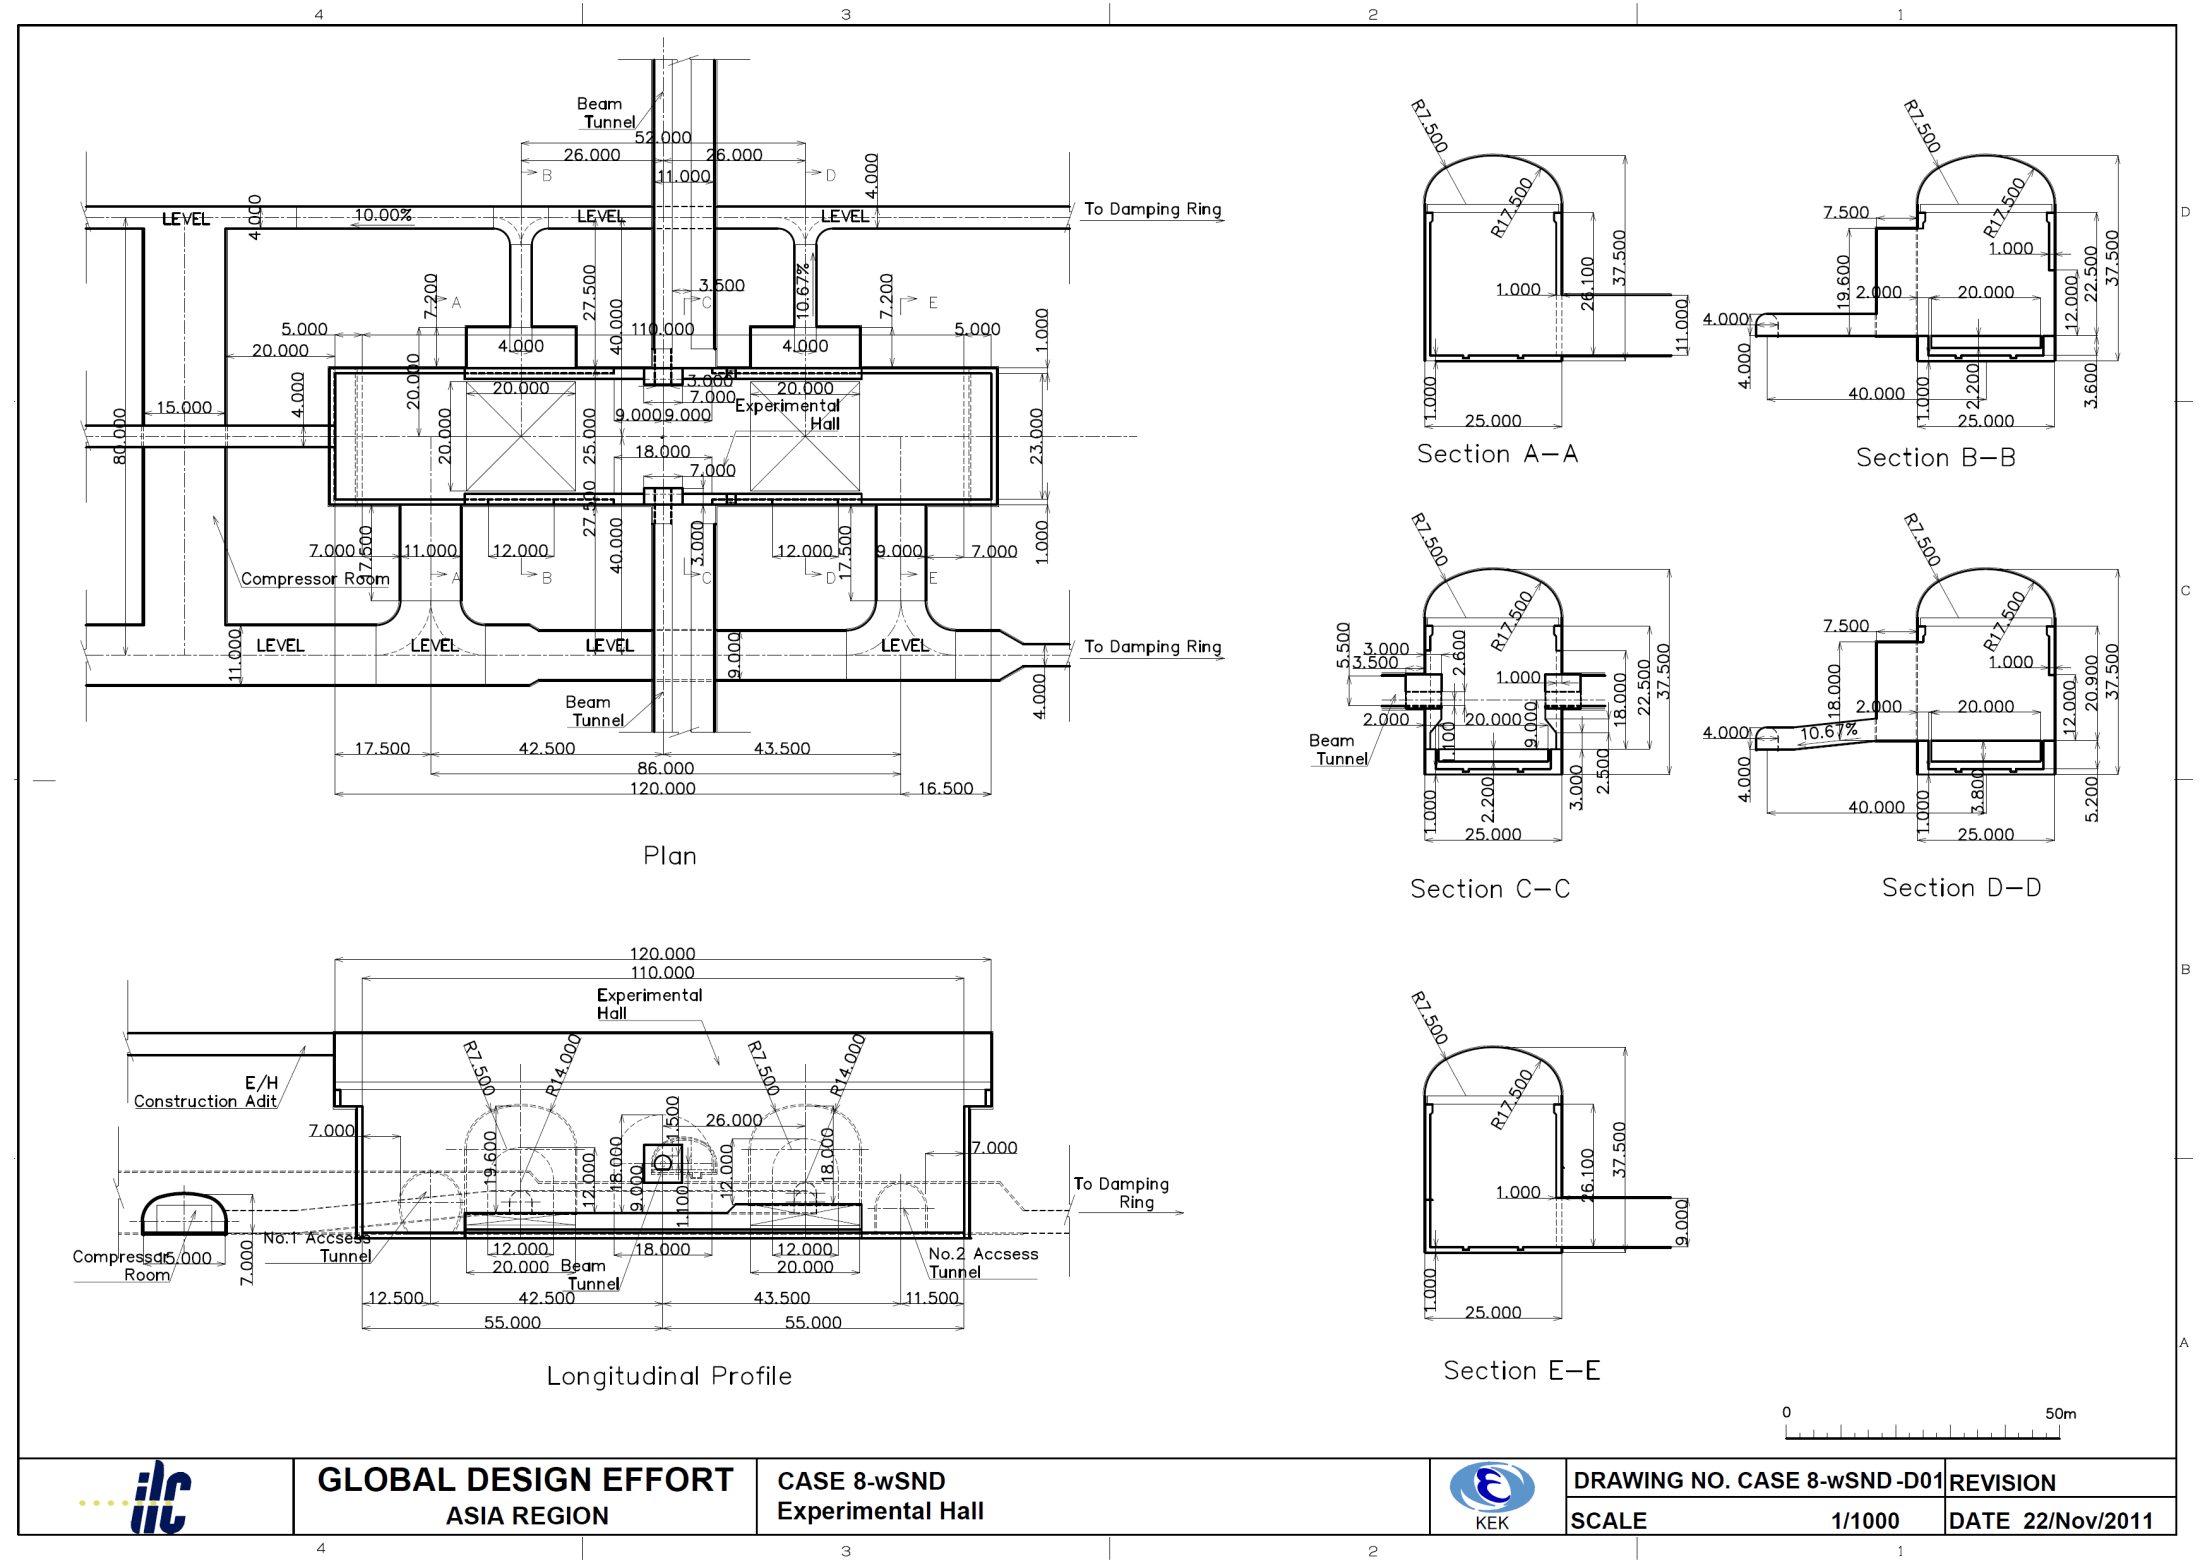 4
3
2
1
D
C
B
A
Beam
Tunnel
52.000
26.000
26.000
B
11.000
D
4.000
4.000
LEVEL
10.00%
LEVEL
LEVEL
To Damping Ring
7.200
A
27.500
40.000
3.500
C
10.67%
7.200
E
5.000
110.000
5.000
1.000
20.000
4.000
4.000
20.000
20.000
20.000
3.000
7.000
15.000
4.000
80.000
20.000
9.000
9.000
Experimental
Hall
25.000
23.000
18.000
7.000
27.500
40.000
3.000
7.000
17.500
11.000
12.000
12.000
17.500
9.000
7.000
1.000
Compressor Room
A
B
C
D
E
11.000
LEVEL
LEVEL
LEVEL
9.000
LEVEL
To Damping Ring
4.000
Beam
Tunnel
17.500
42.500
43.500
86.000
120.000
16.500
Plan
R7.500
R17.500
1.000
26.100
37.500
11.000
1.000
25.000
Section A-A
R7.500
7.500
R17.500
1.000
19.600
2.000
20.000
12.000
22.500
37.500
4.000
4.000
40.000
1.000
2.200
3.600
25.000
Section B-B
R7.500
R17.500
5.500
3.000
3.500
2.600
1.000
18.000
22.500
37.500
2.000
20.000
9.000
1.100
Beam
Tunnel
1.000
2.200
3.000
2.500
25.000
Section C-C
R7.500
7.500
R17.500
1.000
18.000
2.000
20.000
12.000
20.900
37.500
4.000
10.67%
4.000
40.000
1.000
3.800
5.200
25.000
Section D-D
120.000
110.000
Experimental
Hall
E/H
Construction Adit
R7.500
R14.000
R7.500
R14.000
7.000
1.500
26.000
7.000
19.600
12.000
18.000
9.000
1.100
12.000
18.000
To Damping
Ring
Compressor
Room
15.000
7.000
No.1 Accsess
Tunnel
12.000
20.000
Beam
Tunnel
18.000
12.000
20.000
No.2 Accsess
Tunnel
12.500
42.500
43.500
11.500
55.000
55.000
Longitudinal Profile
R7.500
R17.500
1.000
26.100
37.500
9.000
1.000
25.000
Section E-E
0
50m
ilc
GLOBAL DESIGN EFFORT
ASIA REGION
CASE 8-wSND
Experimental Hall
KEK
DRAWING NO. CASE 8-wSND-D01
REVISION
SCALE 1/1000
DATE 22/Nov/2011
4
3
2
1